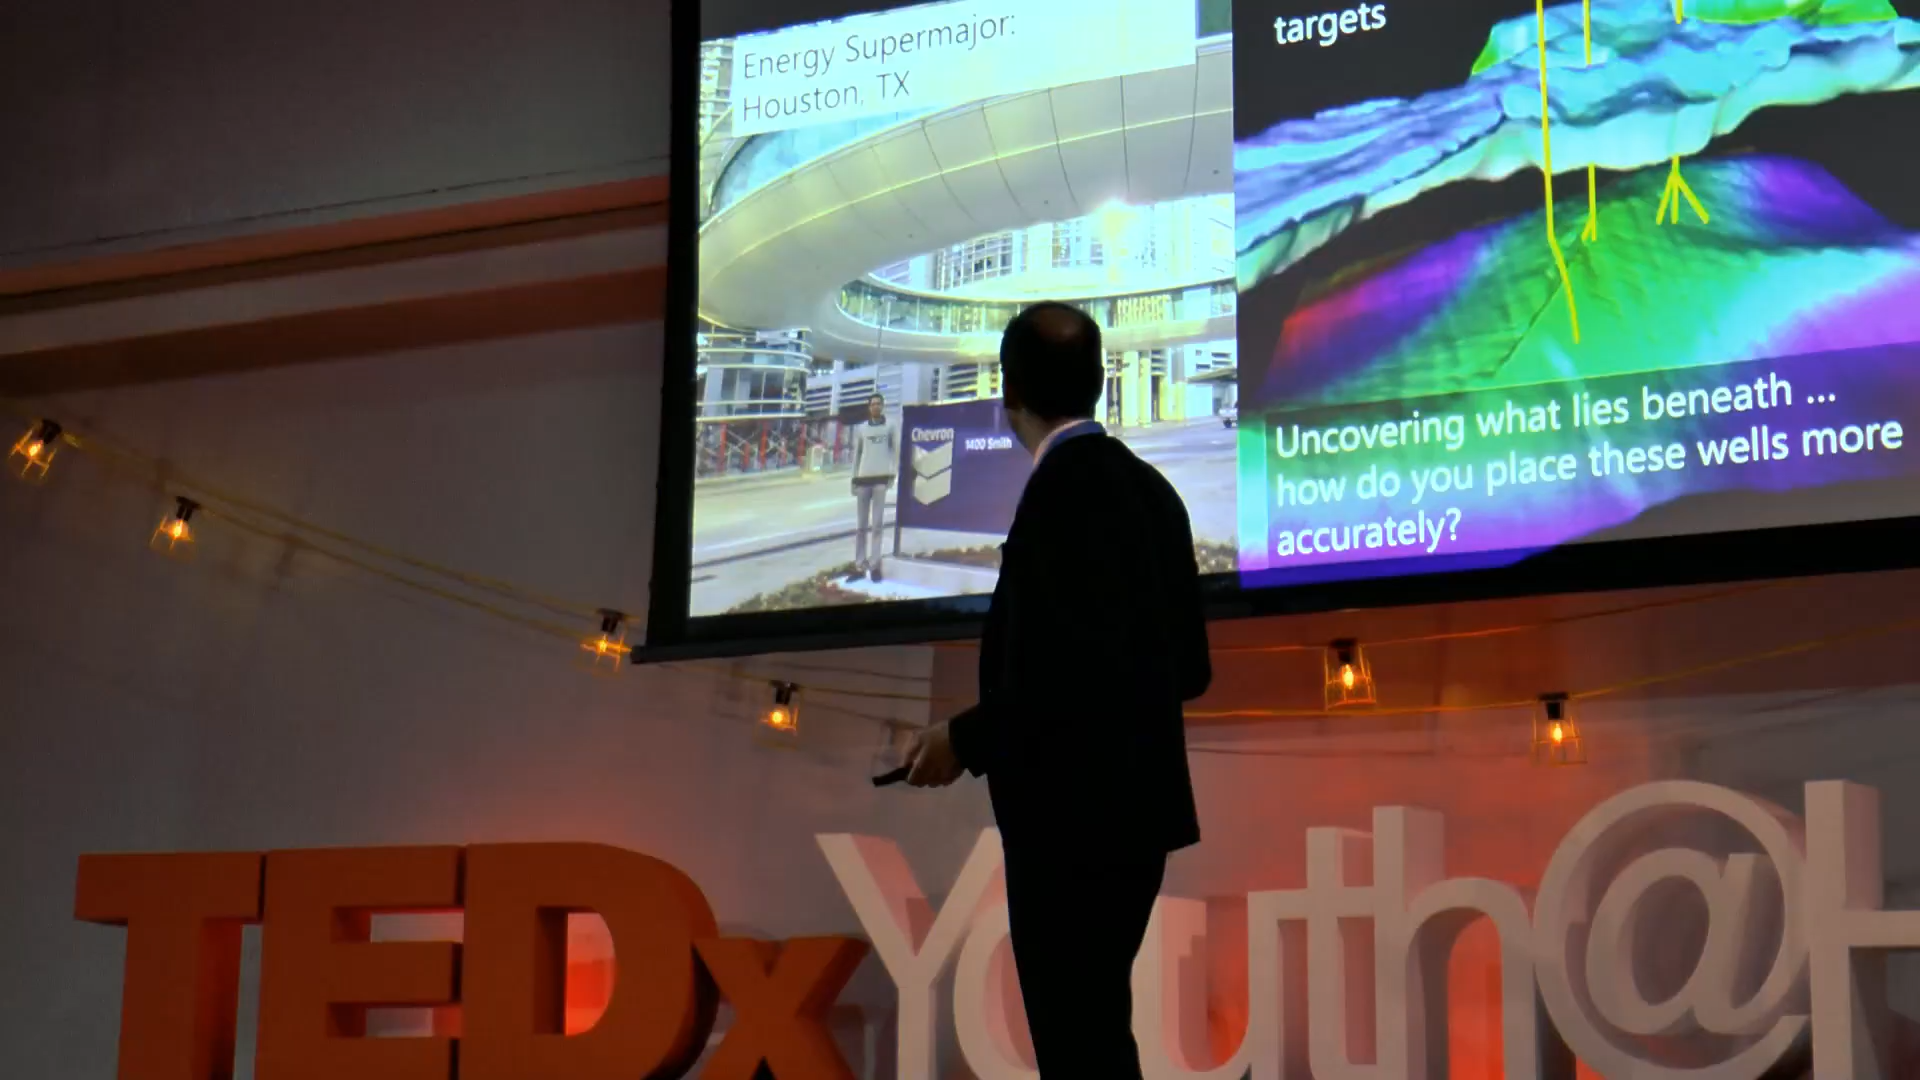 Energy Supermajor:
Houston, TX
targets
Chevron
1400 Smith
Uncovering what lies beneath ...
how do you place these wells more
accurately?
TEDxYouth@H